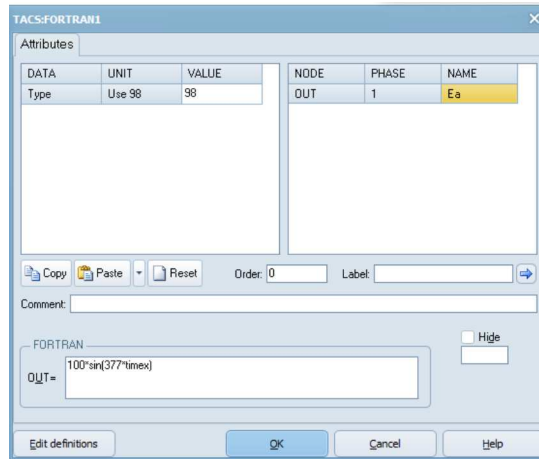 TACS:FORTRAN1
Attributes
DATA UNIT VALUE
Type Use 98 98
NODE PHASE NAME
OUT 1 Ea
Copy Paste Reset Order: 0 Label:
Comment:
Hide
FORTRAN
OUT= 100*sin(377*timex)
Edit definitions OK Cancel Help